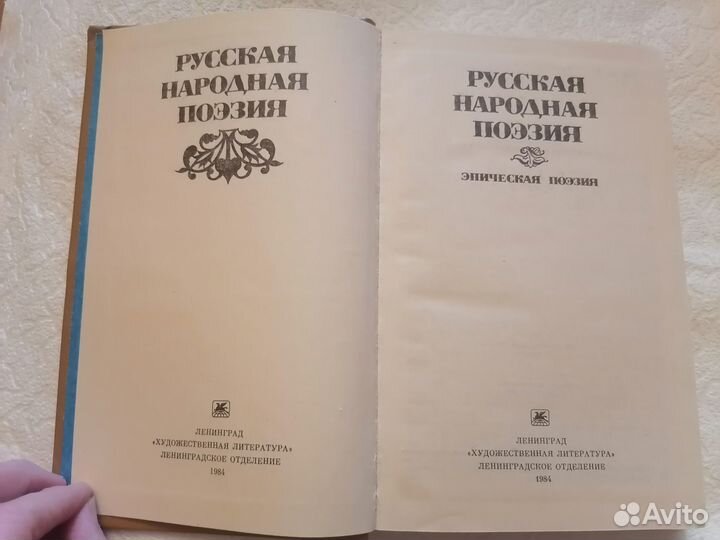 РУССКАЯ
НАРОДНАЯ
ПОЭЗИЯ
ЛЕНИНГРАД
«ХУДОЖЕСТВЕННАЯ ЛИТЕРАТУРА»
ЛЕНИНГРАДСКОЕ ОТДЕЛЕНИЕ
1984
РУССКАЯ
НАРОДНАЯ
ПОЭЗИЯ
ЭПИЧЕСКАЯ ПОЭЗИЯ
ЛЕНИНГРАД
«ХУДОЖЕСТВЕННАЯ ЛИТЕРАТУРА»
ЛЕНИНГРАДСКОЕ ОТДЕЛЕНИЕ
1984
Avito